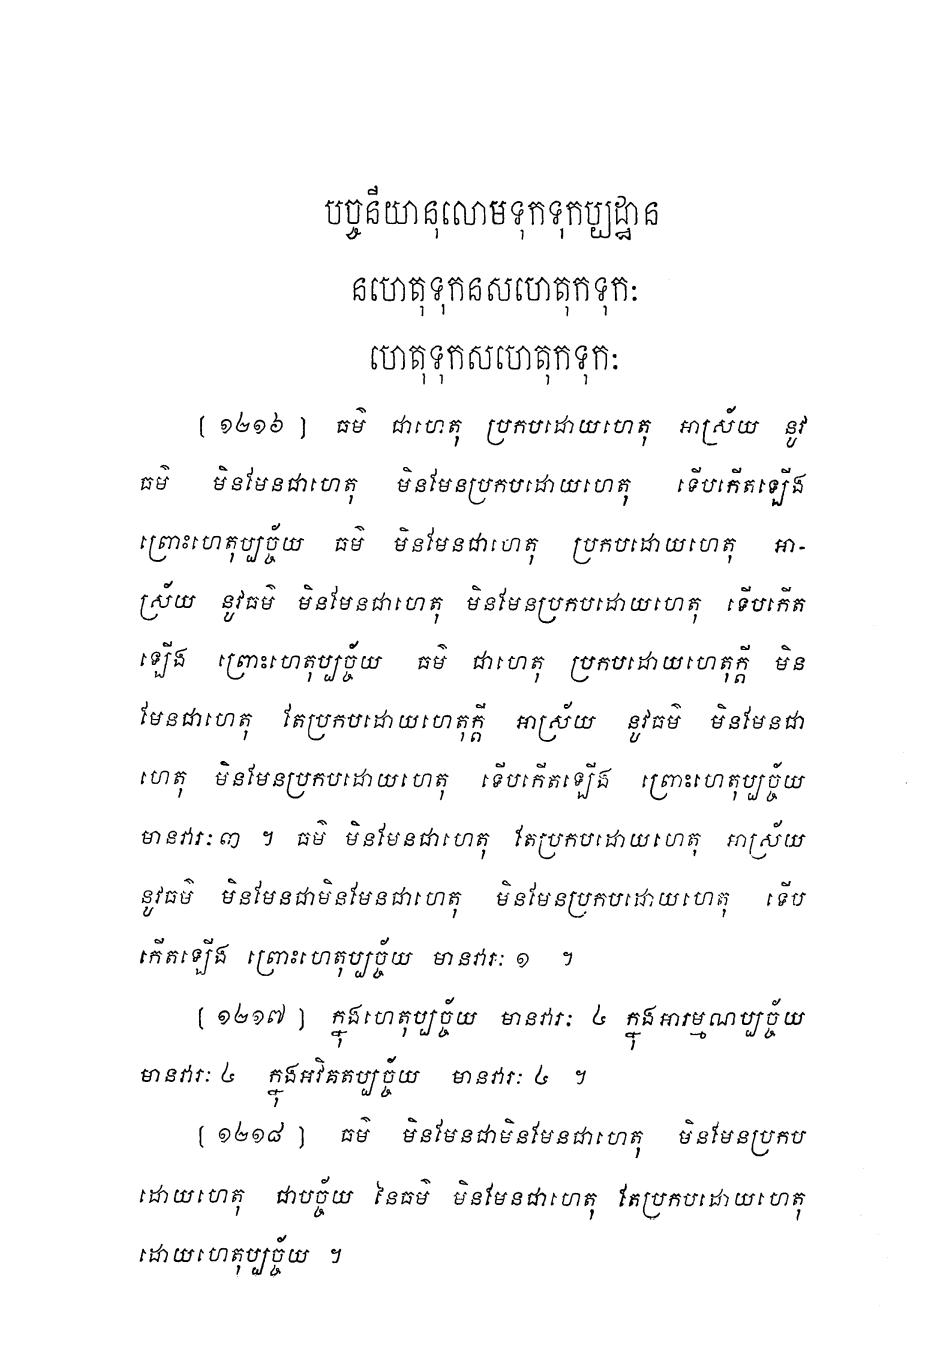 បច្ចនីយានុលោមទុកទុកប្បដ្ឋាន
នហេតុទុកនសហេតុកទុកៈ
ហេតុទុកសហេតុកទុកៈ
[ ១២១៦ ] ធម៌ ជាហេតុ ប្រកបដោយហេតុ អាស្រ័យ នូវ
ធម៌ មិនមែនជាហេតុ មិនមែនប្រកបដោយហេតុ ទើបកើតឡើង
ព្រោះហេតុប្បច្ច័យ ធម៌ មិនមែនជាហេតុ ប្រកបដោយហេតុ អា-
ស្រ័យ នូវធម៌ មិនមែនជាហេតុ មិនមែនប្រកបដោយហេតុ ទើបកើត
ឡើង ព្រោះហេតុប្បច្ច័យ ធម៌ ជាហេតុ ប្រកបដោយហេតុក្តី មិន
មែនជាហេតុ តែប្រកបដោយហេតុក្តី អាស្រ័យ នូវធម៌ មិនមែនជា
ហេតុ មិនមែនប្រកបដោយហេតុ ទើបកើតឡើង ព្រោះហេតុប្បច្ច័យ
មានវារៈ ៣ ។ ធម៌ មិនមែនជាហេតុ តែប្រកបដោយហេតុ អាស្រ័យ
នូវធម៌ មិនមែនជាមិនមែនជាហេតុ មិនមែនប្រកបដោយហេតុ ទើប
កើតឡើង ព្រោះហេតុប្បច្ច័យ មានវារៈ ១ ។
[ ១២១៧ ] ក្នុងហេតុប្បច្ច័យ មានវារៈ ៤ ក្នុងអារម្មណប្បច្ច័យ
មានវារៈ ៤ ក្នុងអវិគតប្បច្ច័យ មានវារៈ ៤ ។
[ ១២១៨ ] ធម៌ មិនមែនជាមិនមែនជាហេតុ មិនមែនប្រកប
ដោយហេតុ ជាបច្ច័យ នៃធម៌ មិនមែនជាហេតុ តែប្រកបដោយហេតុ
ដោយហេតុប្បច្ច័យ ។